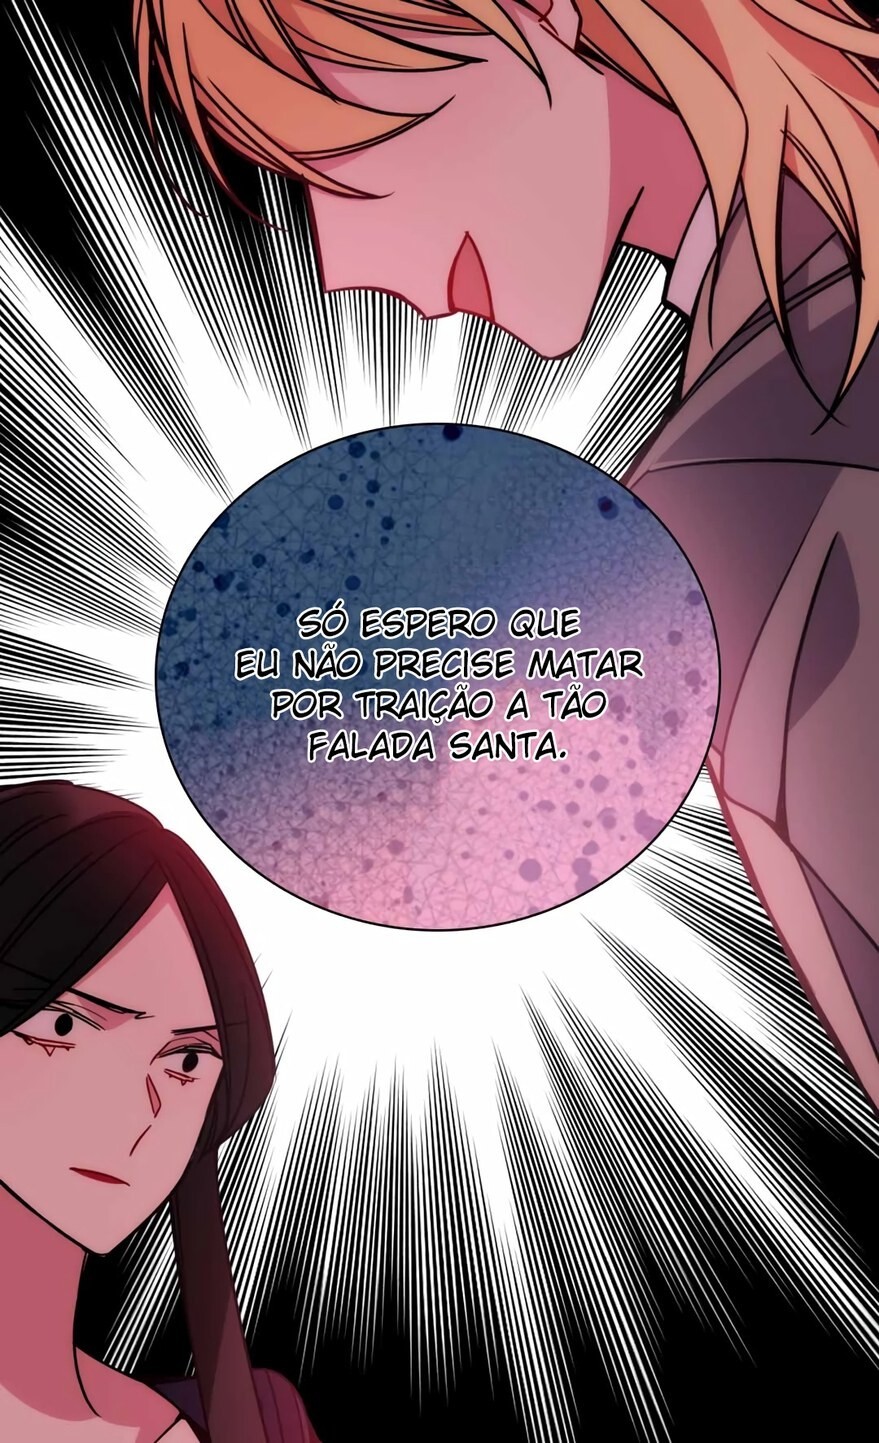 SÓ ESPERO QUE
EU NÃO PRECISE MATAR
POR TRAIÇÃO A TÃO
FALADA SANTA.